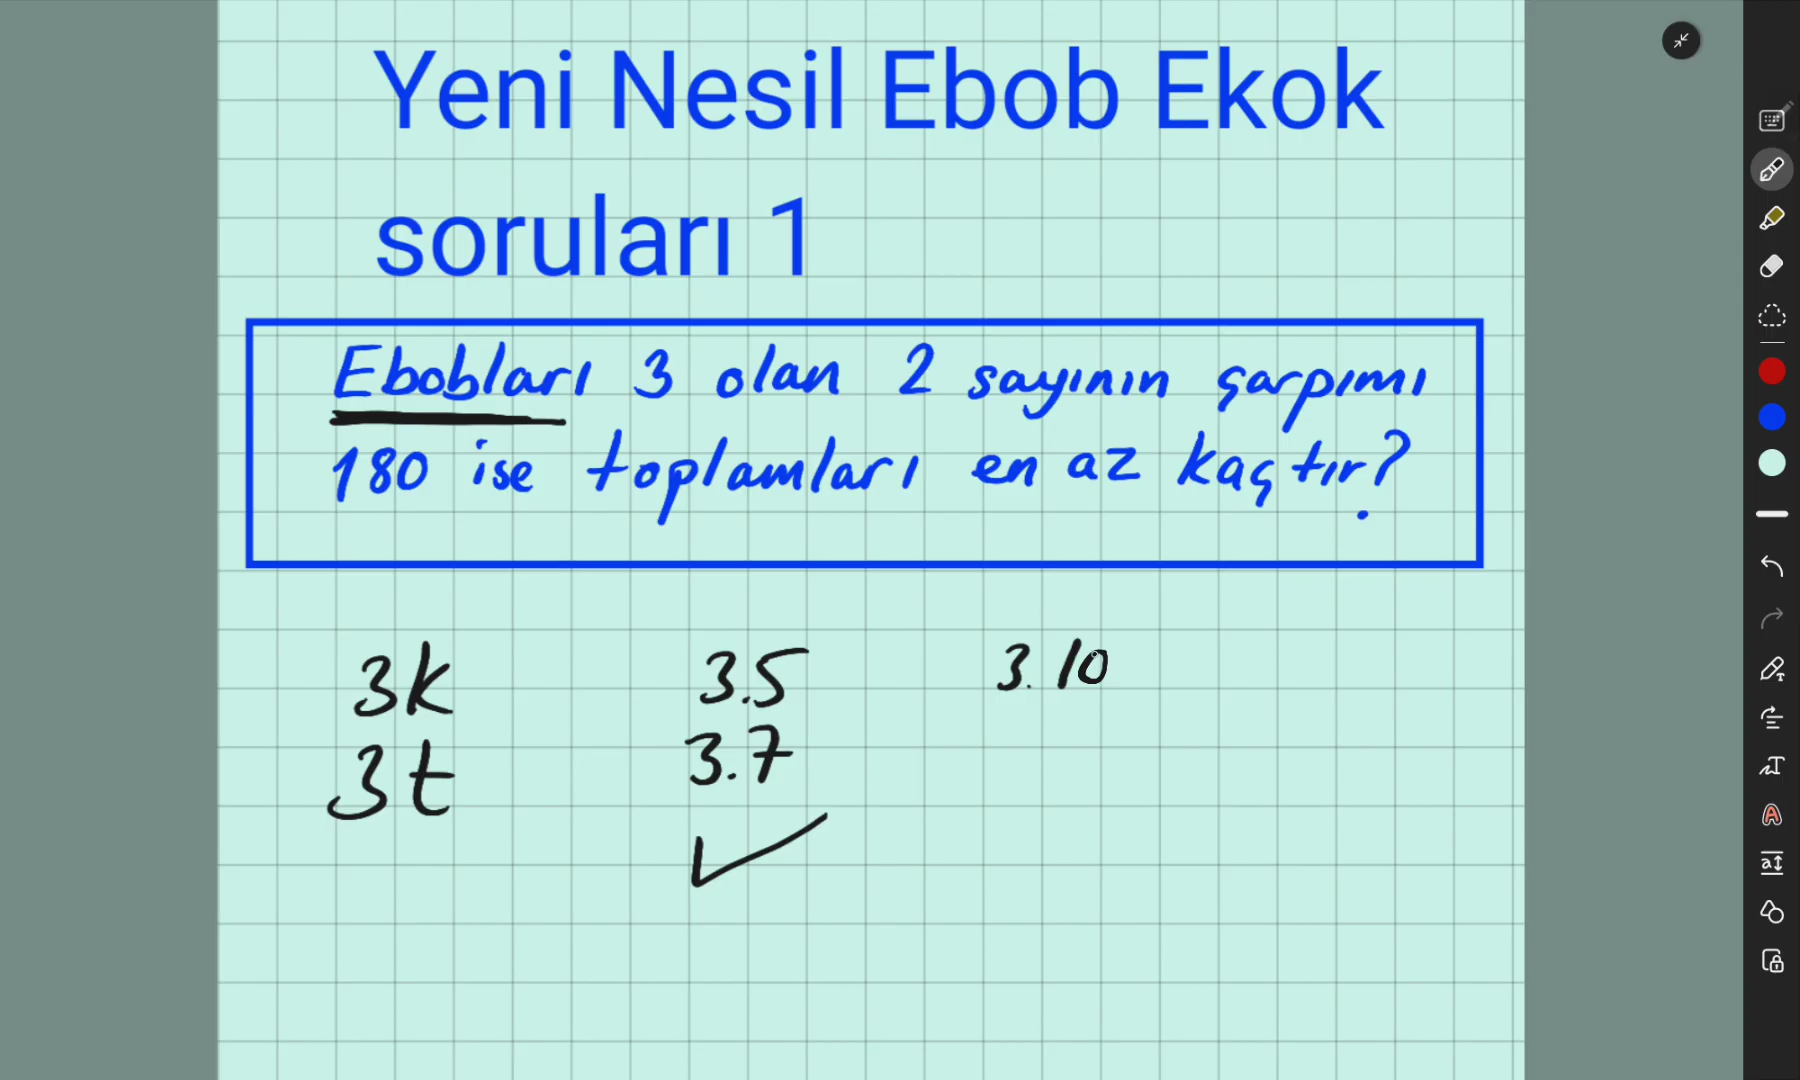 Yeni Nesil Ebob Ekok
soruları 1
Ebobları 3 olan 2 sayının çarpımı
180 ise toplamları en az kaçtır?
3k 3.5 3.10
3t 3.7